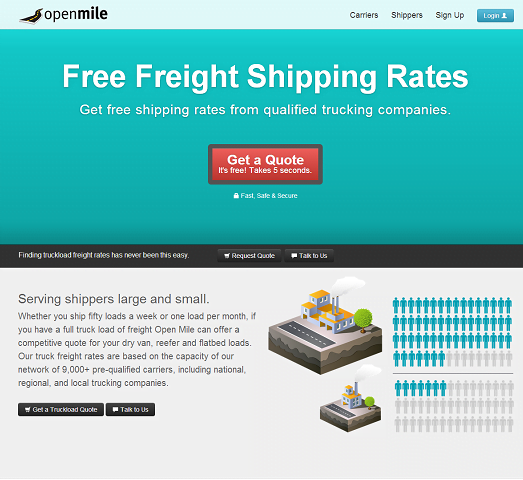 openmile
Carriers Shippers Sign Up Login
Free Freight Shipping Rates
Get free shipping rates from qualified trucking companies.
Get a Quote
It's free! Takes 5 seconds.
Fast, Safe & Secure
Finding truckload freight rates has never been this easy. Request Quote Talk to Us
Serving shippers large and small.
Whether you ship fifty loads a week or one load per month, if
you have a full truck load of freight Open Mile can offer a
competitive quote for your dry van, reefer and flatbed loads.
Our truck freight rates are based on the capacity of our
network of 9,000+ pre-qualified carriers, including national,
regional, and local trucking companies.
Get a Truckload Quote Talk to Us